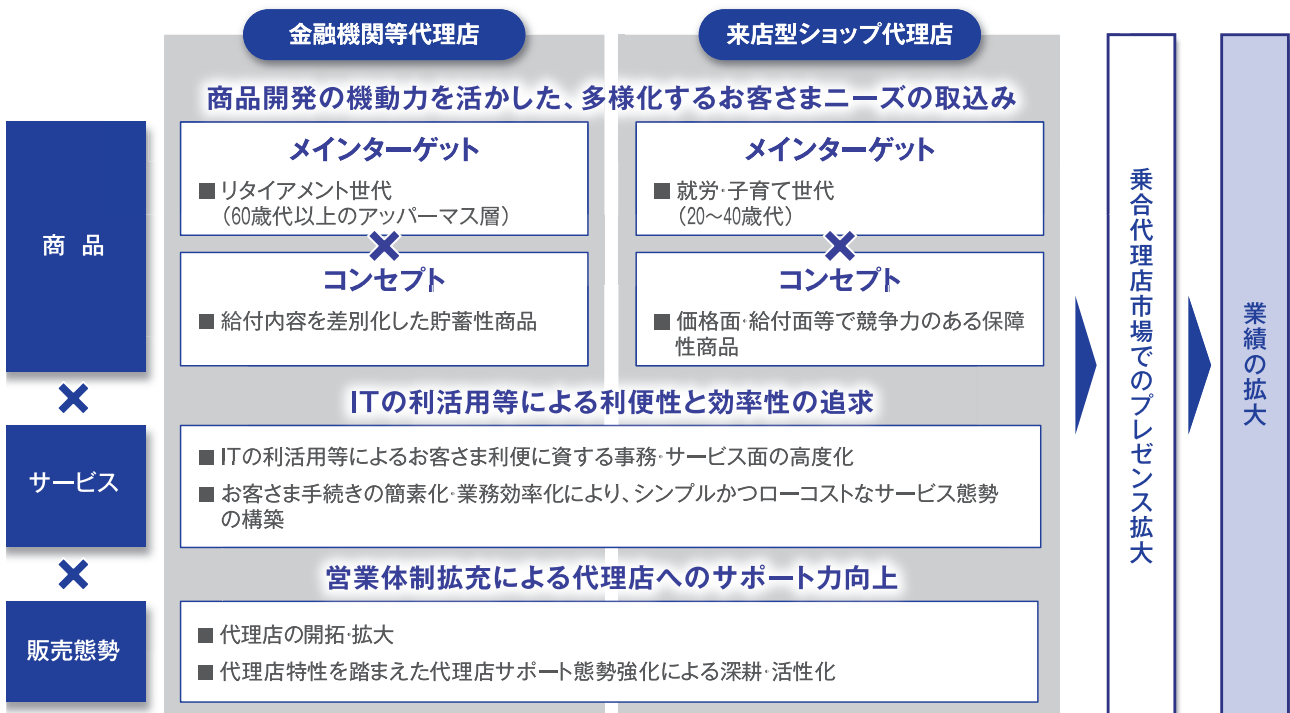 金融機関等代理店
来店型ショップ代理店
商品開発の機動力を活かした、多様化するお客さまニーズの取込み
商 品
メインターゲット
■ リタイアメント世代
（60歳代以上のアッパーマス層）
×
コンセプト
■ 給付内容を差別化した貯蓄性商品
メインターゲット
■ 就労・子育て世代
（20～40歳代）
×
コンセプト
■ 価格面・給付面等で競争力のある保障
性商品
×
ITの利活用等による利便性と効率性の追求
サービス
■ ITの利活用等によるお客さま利便に資する事務・サービス面の高度化
■ お客さま手続きの簡素化・業務効率化により、シンプルかつローコストなサービス態勢
の構築
×
営業体制拡充による代理店へのサポート力向上
販売態勢
■ 代理店の開拓・拡大
■ 代理店特性を踏まえた代理店サポート態勢強化による深耕・活性化
乗合代理店市場でのプレゼンス拡大
業績の拡大